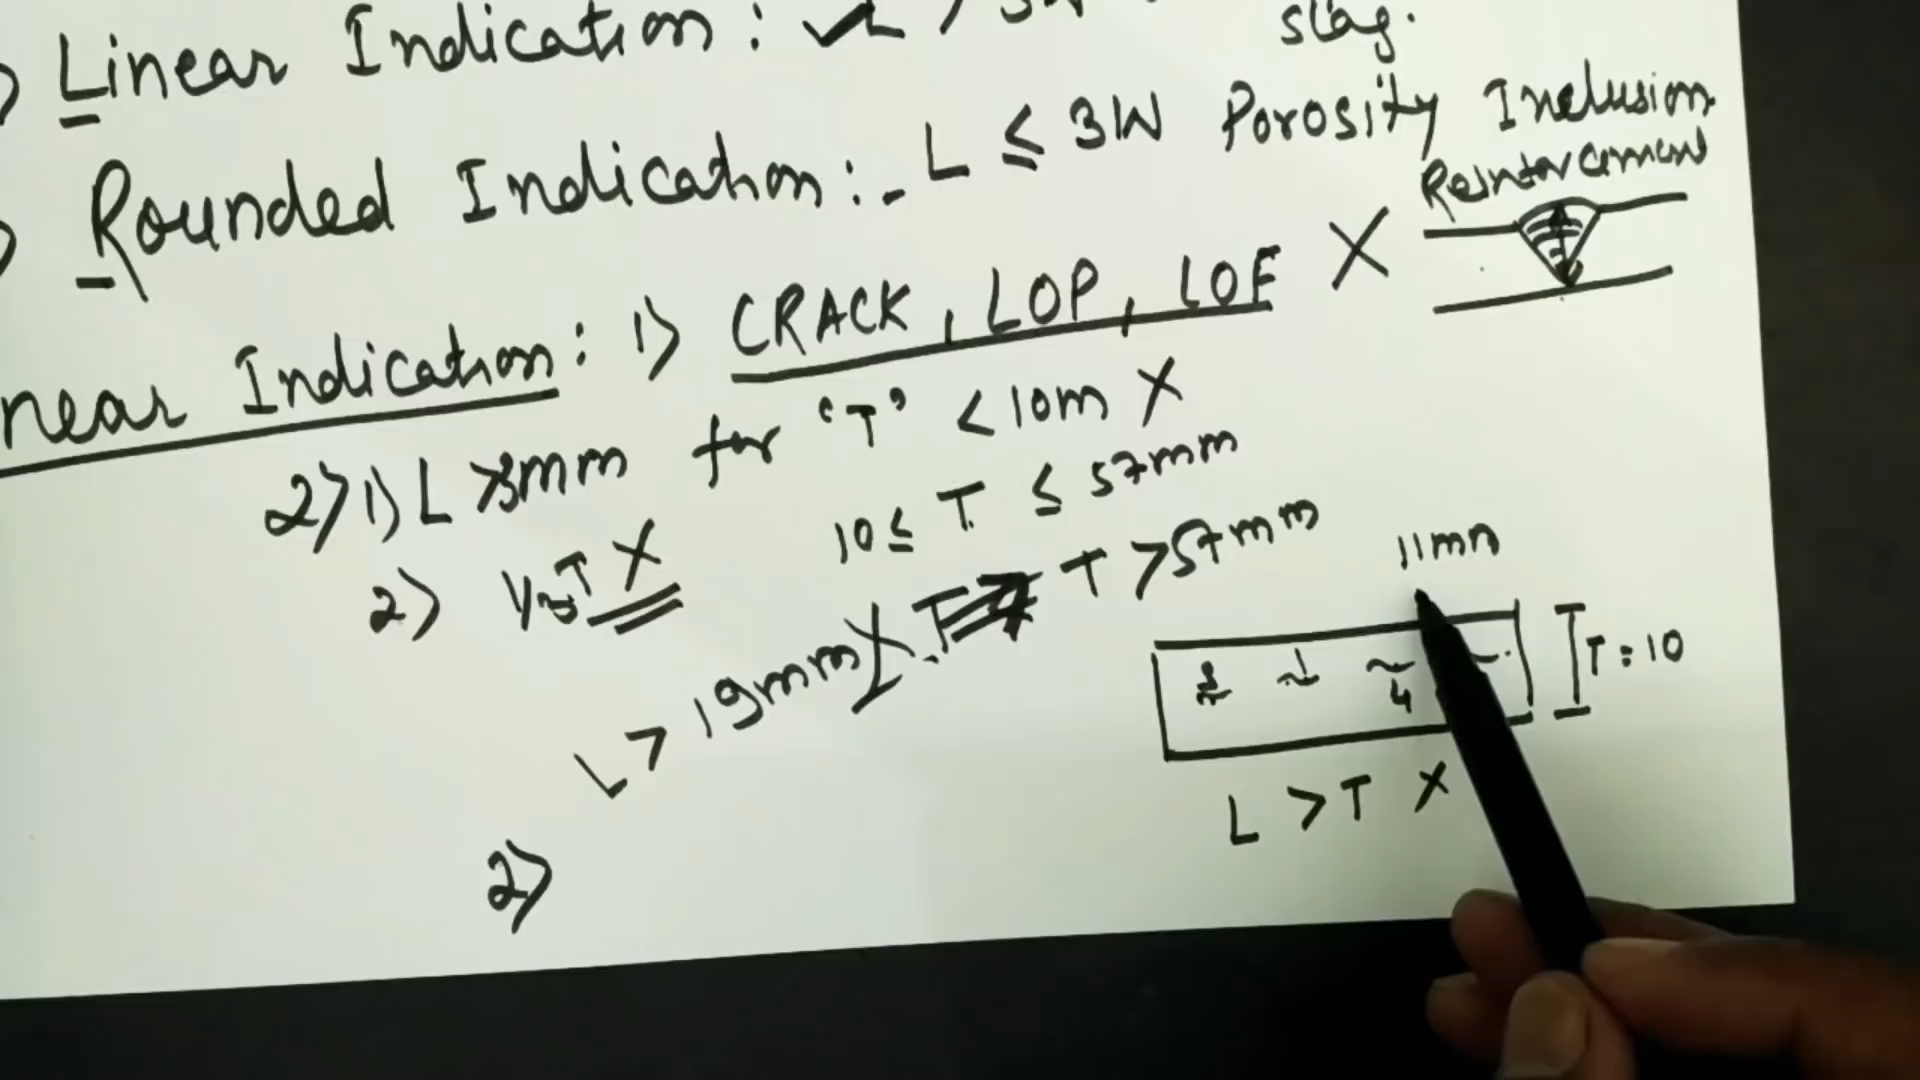 Linear Indication: L > 3W
slag.
Rounded Indication:- L ≤ 3W Porosity Inclusion
Reinforcement
near Indication: 1) CRACK, LOP, LOF X
2) 1) L >3mm for 'T' <10m X
2) 1/3T X 10 ≤ T ≤ 57mm
L > 19mm X T > 57mm
11mm
4
T = 10
L > T X
2)